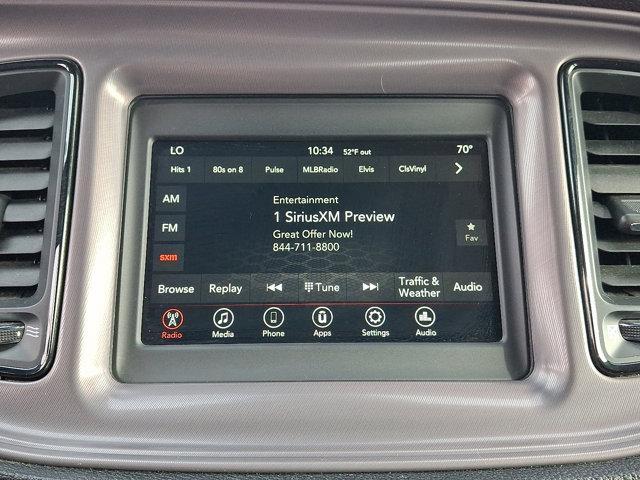 LO 10:34 52°F out 70°
Hits 1 80s on 8 Pulse MLBRadio Elvis ClsVinyl
AM
FM
sxm
Entertainment
1 SiriusXM Preview
Great Offer Now!
844-711-8800
Fav
Browse Replay Tune Traffic & Weather Audio
Radio Media Phone Apps Settings Audio